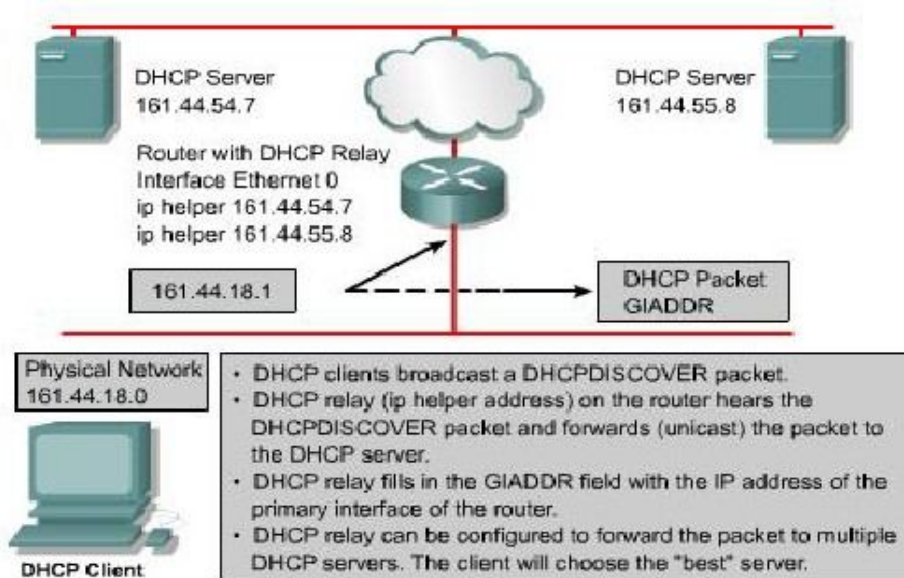 DHCP Server
161.44.54.7
DHCP Server
161.44.55.8
Router with DHCP Relay
Interface Ethernet 0
ip helper 161.44.54.7
ip helper 161.44.55.8
161.44.18.1
DHCP Packet
GIADDR
Physical Network
161.44.18.0
DHCP Client
• DHCP clients broadcast a DHCPDISCOVER packet.
• DHCP relay (ip helper address) on the router hears the
DHCPDISCOVER packet and forwards (unicast) the packet to
the DHCP server.
• DHCP relay fills in the GIADDR field with the IP address of the
primary interface of the router.
• DHCP relay can be configured to forward the packet to multiple
DHCP servers. The client will choose the "best" server.